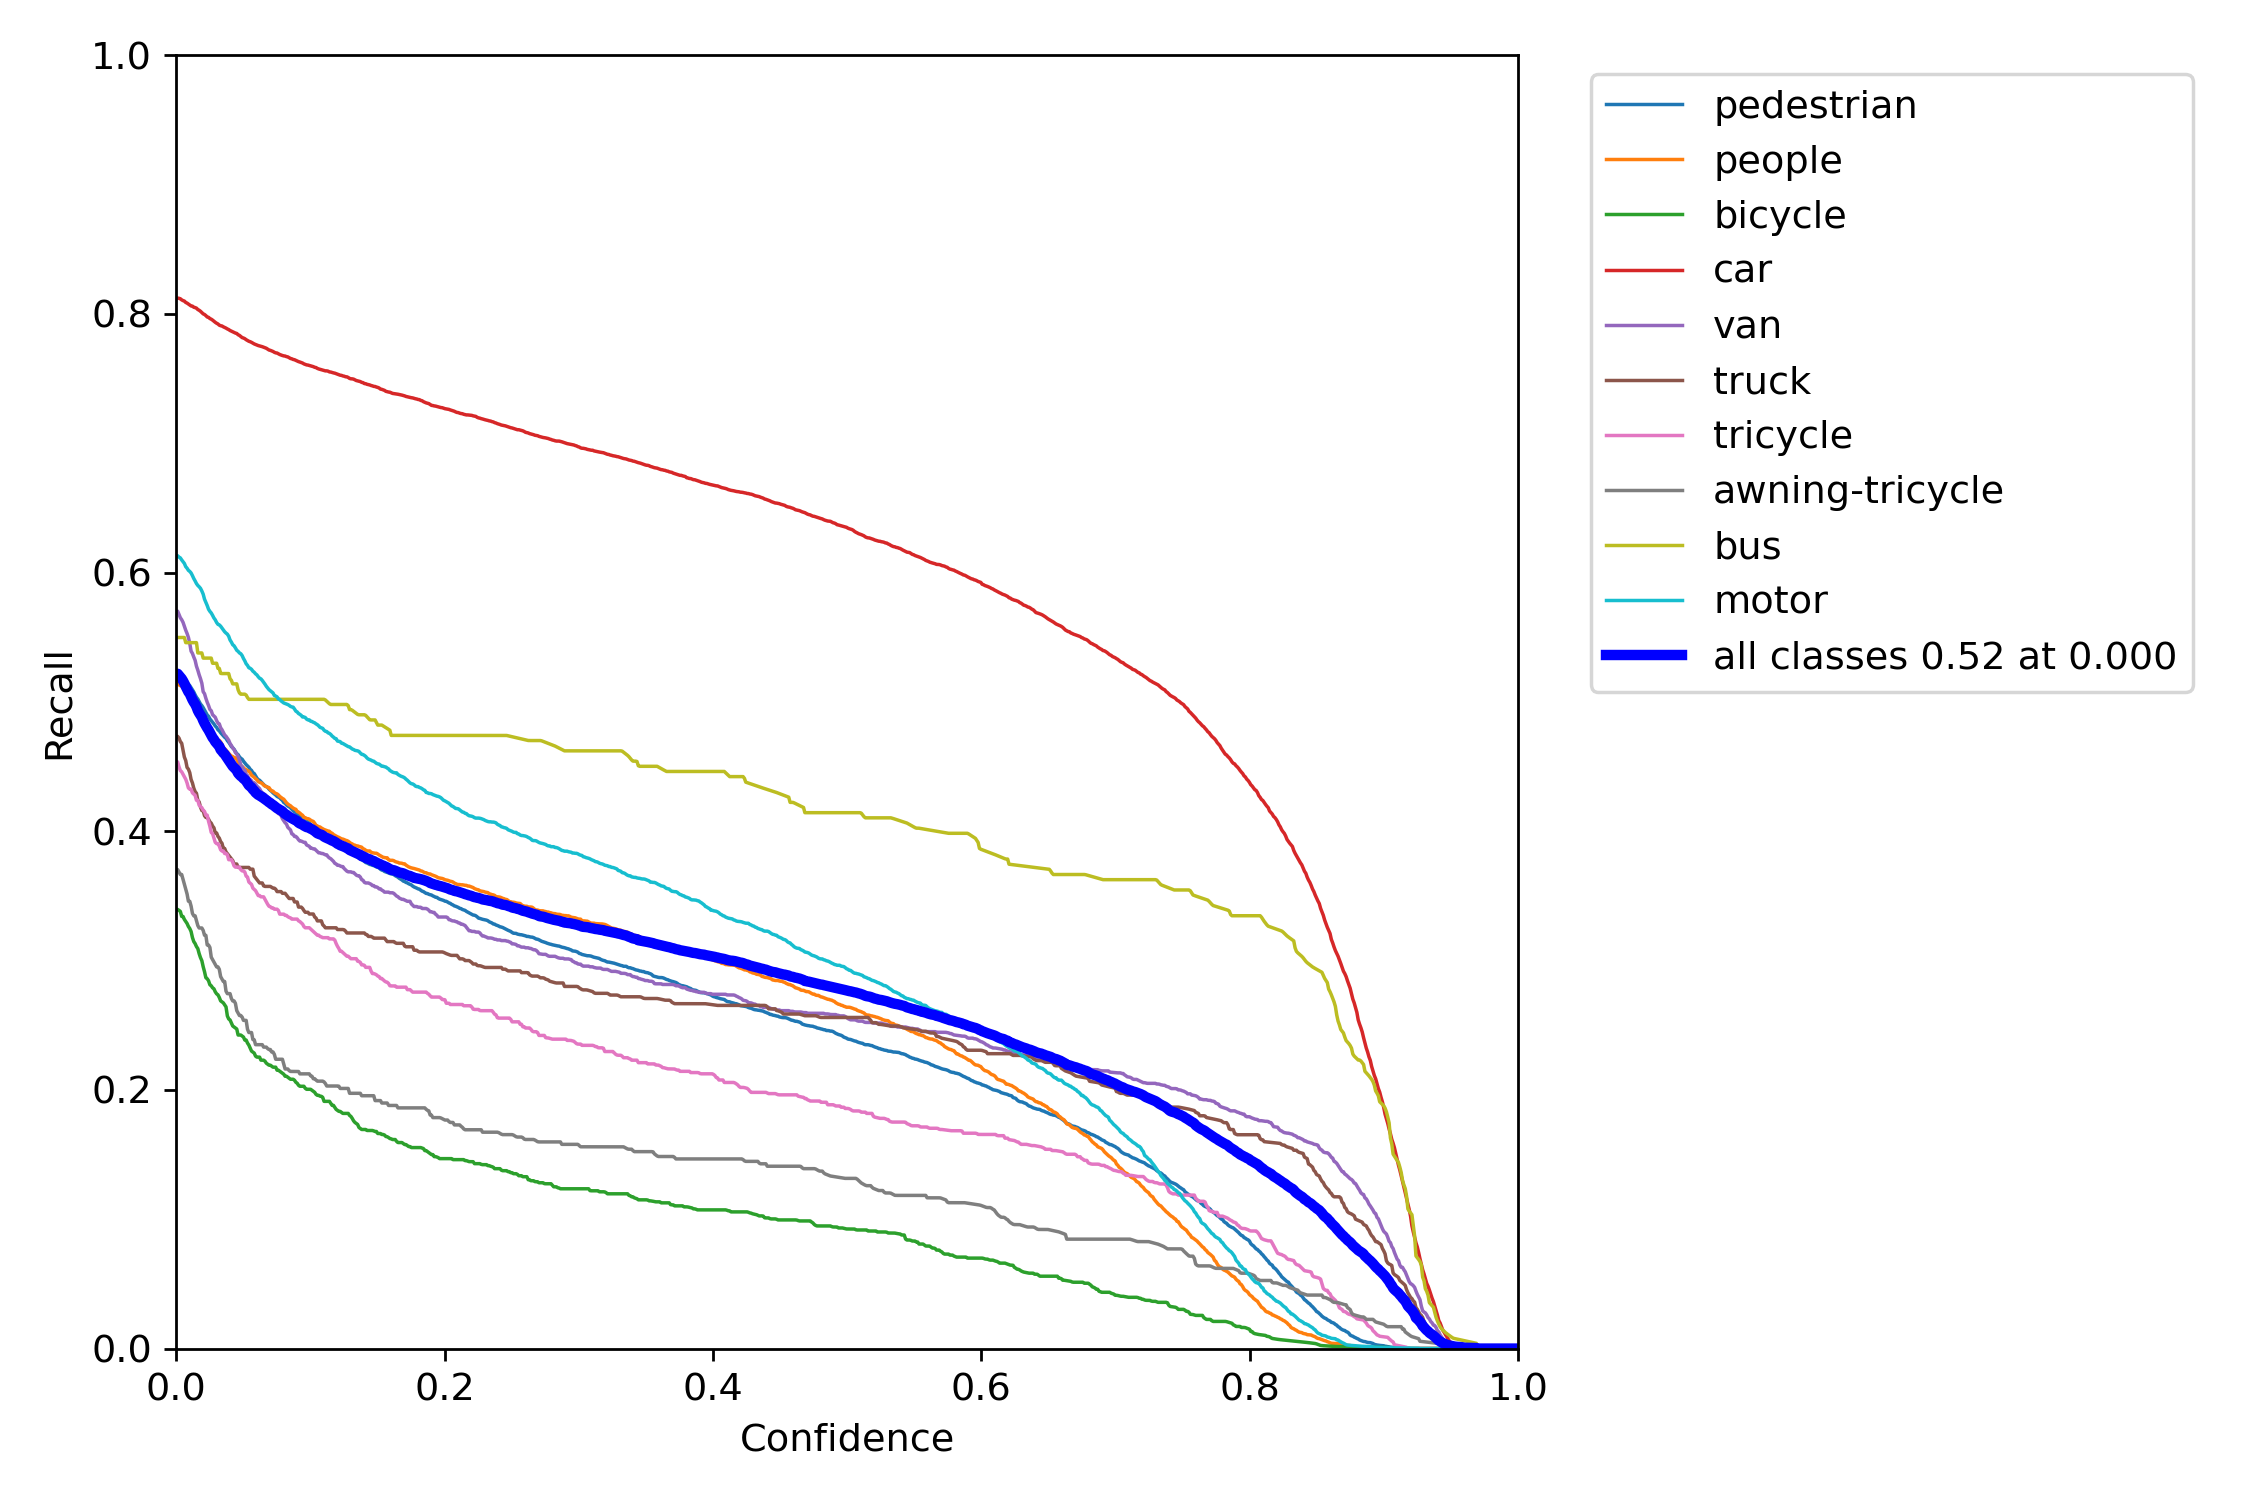 1.0
0.8
0.6
0.4
0.2
0.0
Recall
0.0 0.2 0.4 0.6 0.8 1.0
Confidence
pedestrian
people
bicycle
car
van
truck
tricycle
awning-tricycle
bus
motor
all classes 0.52 at 0.000